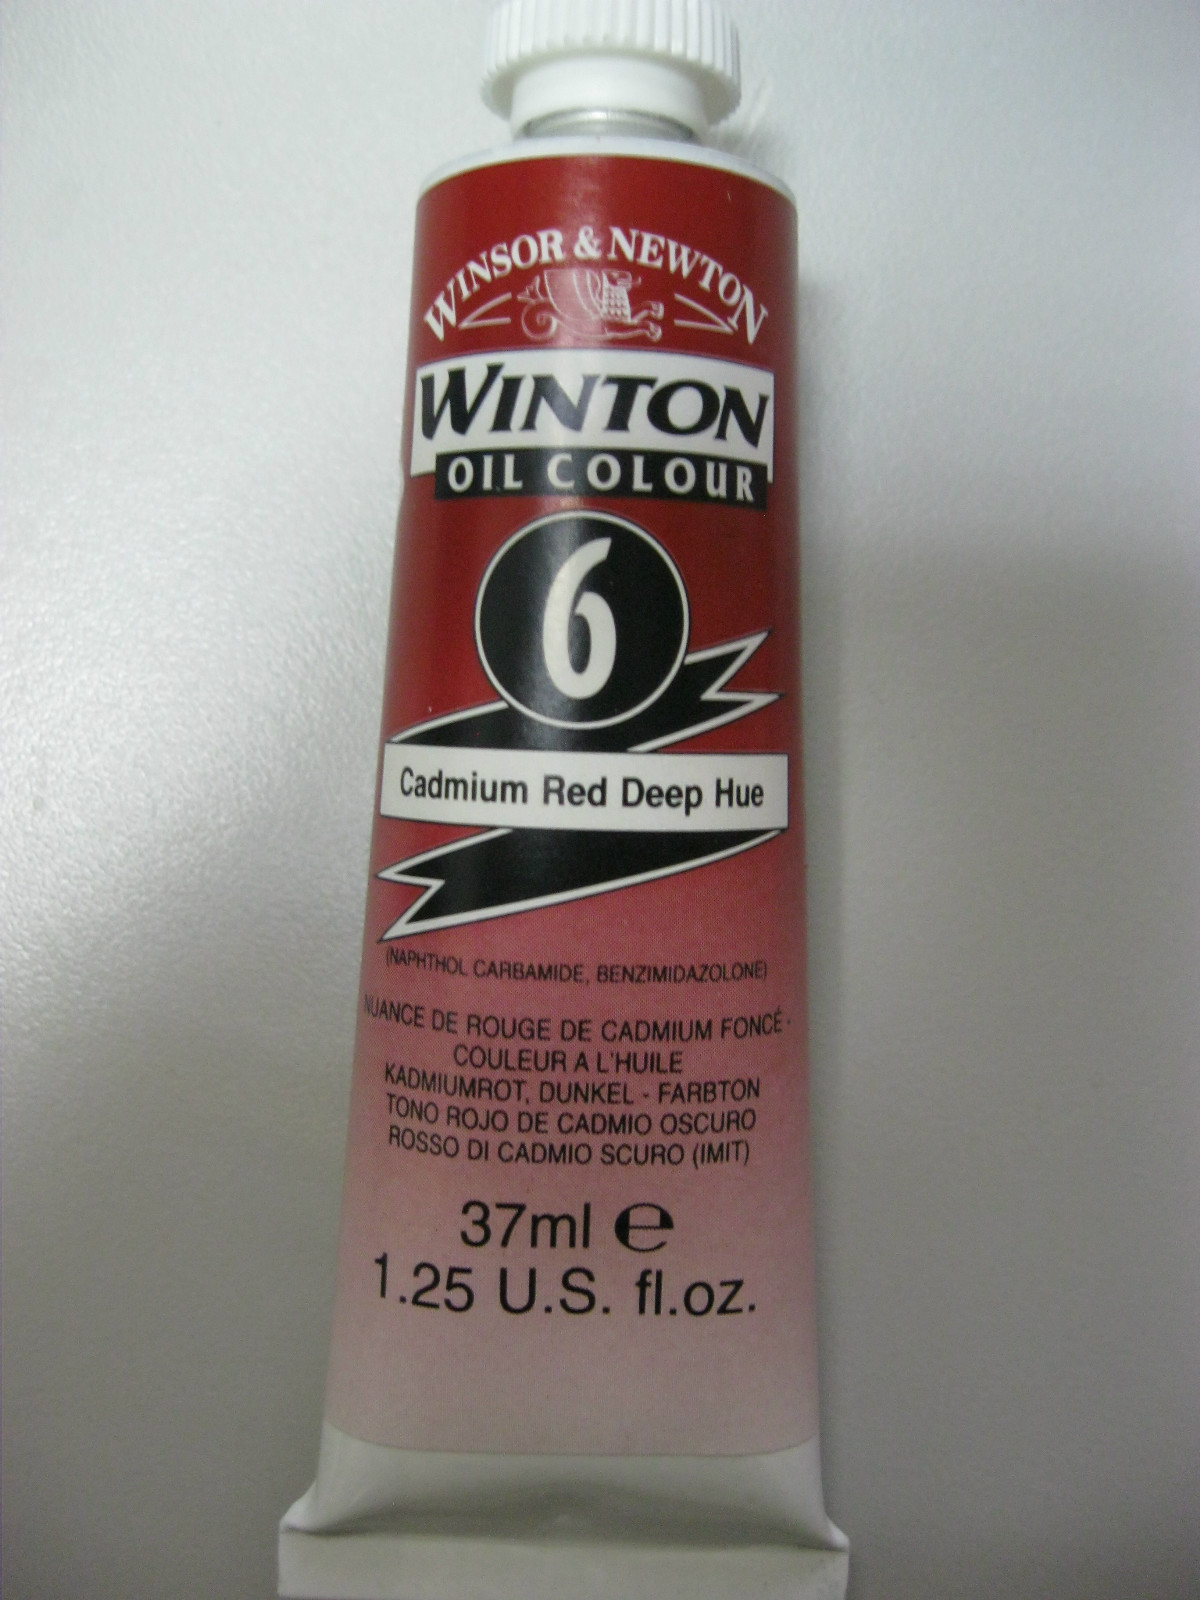 WINSOR & NEWTON
WINTON
OIL COLOUR
6
Cadmium Red Deep Hue
(NAPHTHOL CARBAMIDE, BENZIMIDAZOLONE)
NUANCE DE ROUGE DE CADMIUM FONCÉ -
COULEUR A L'HUILE
KADMIUMROT, DUNKEL - FARBTON
TONO ROJO DE CADMIO OSCURO
ROSSO DI CADMIO SCURO (IMIT)
37ml ℮
1.25 U.S. fl.oz.